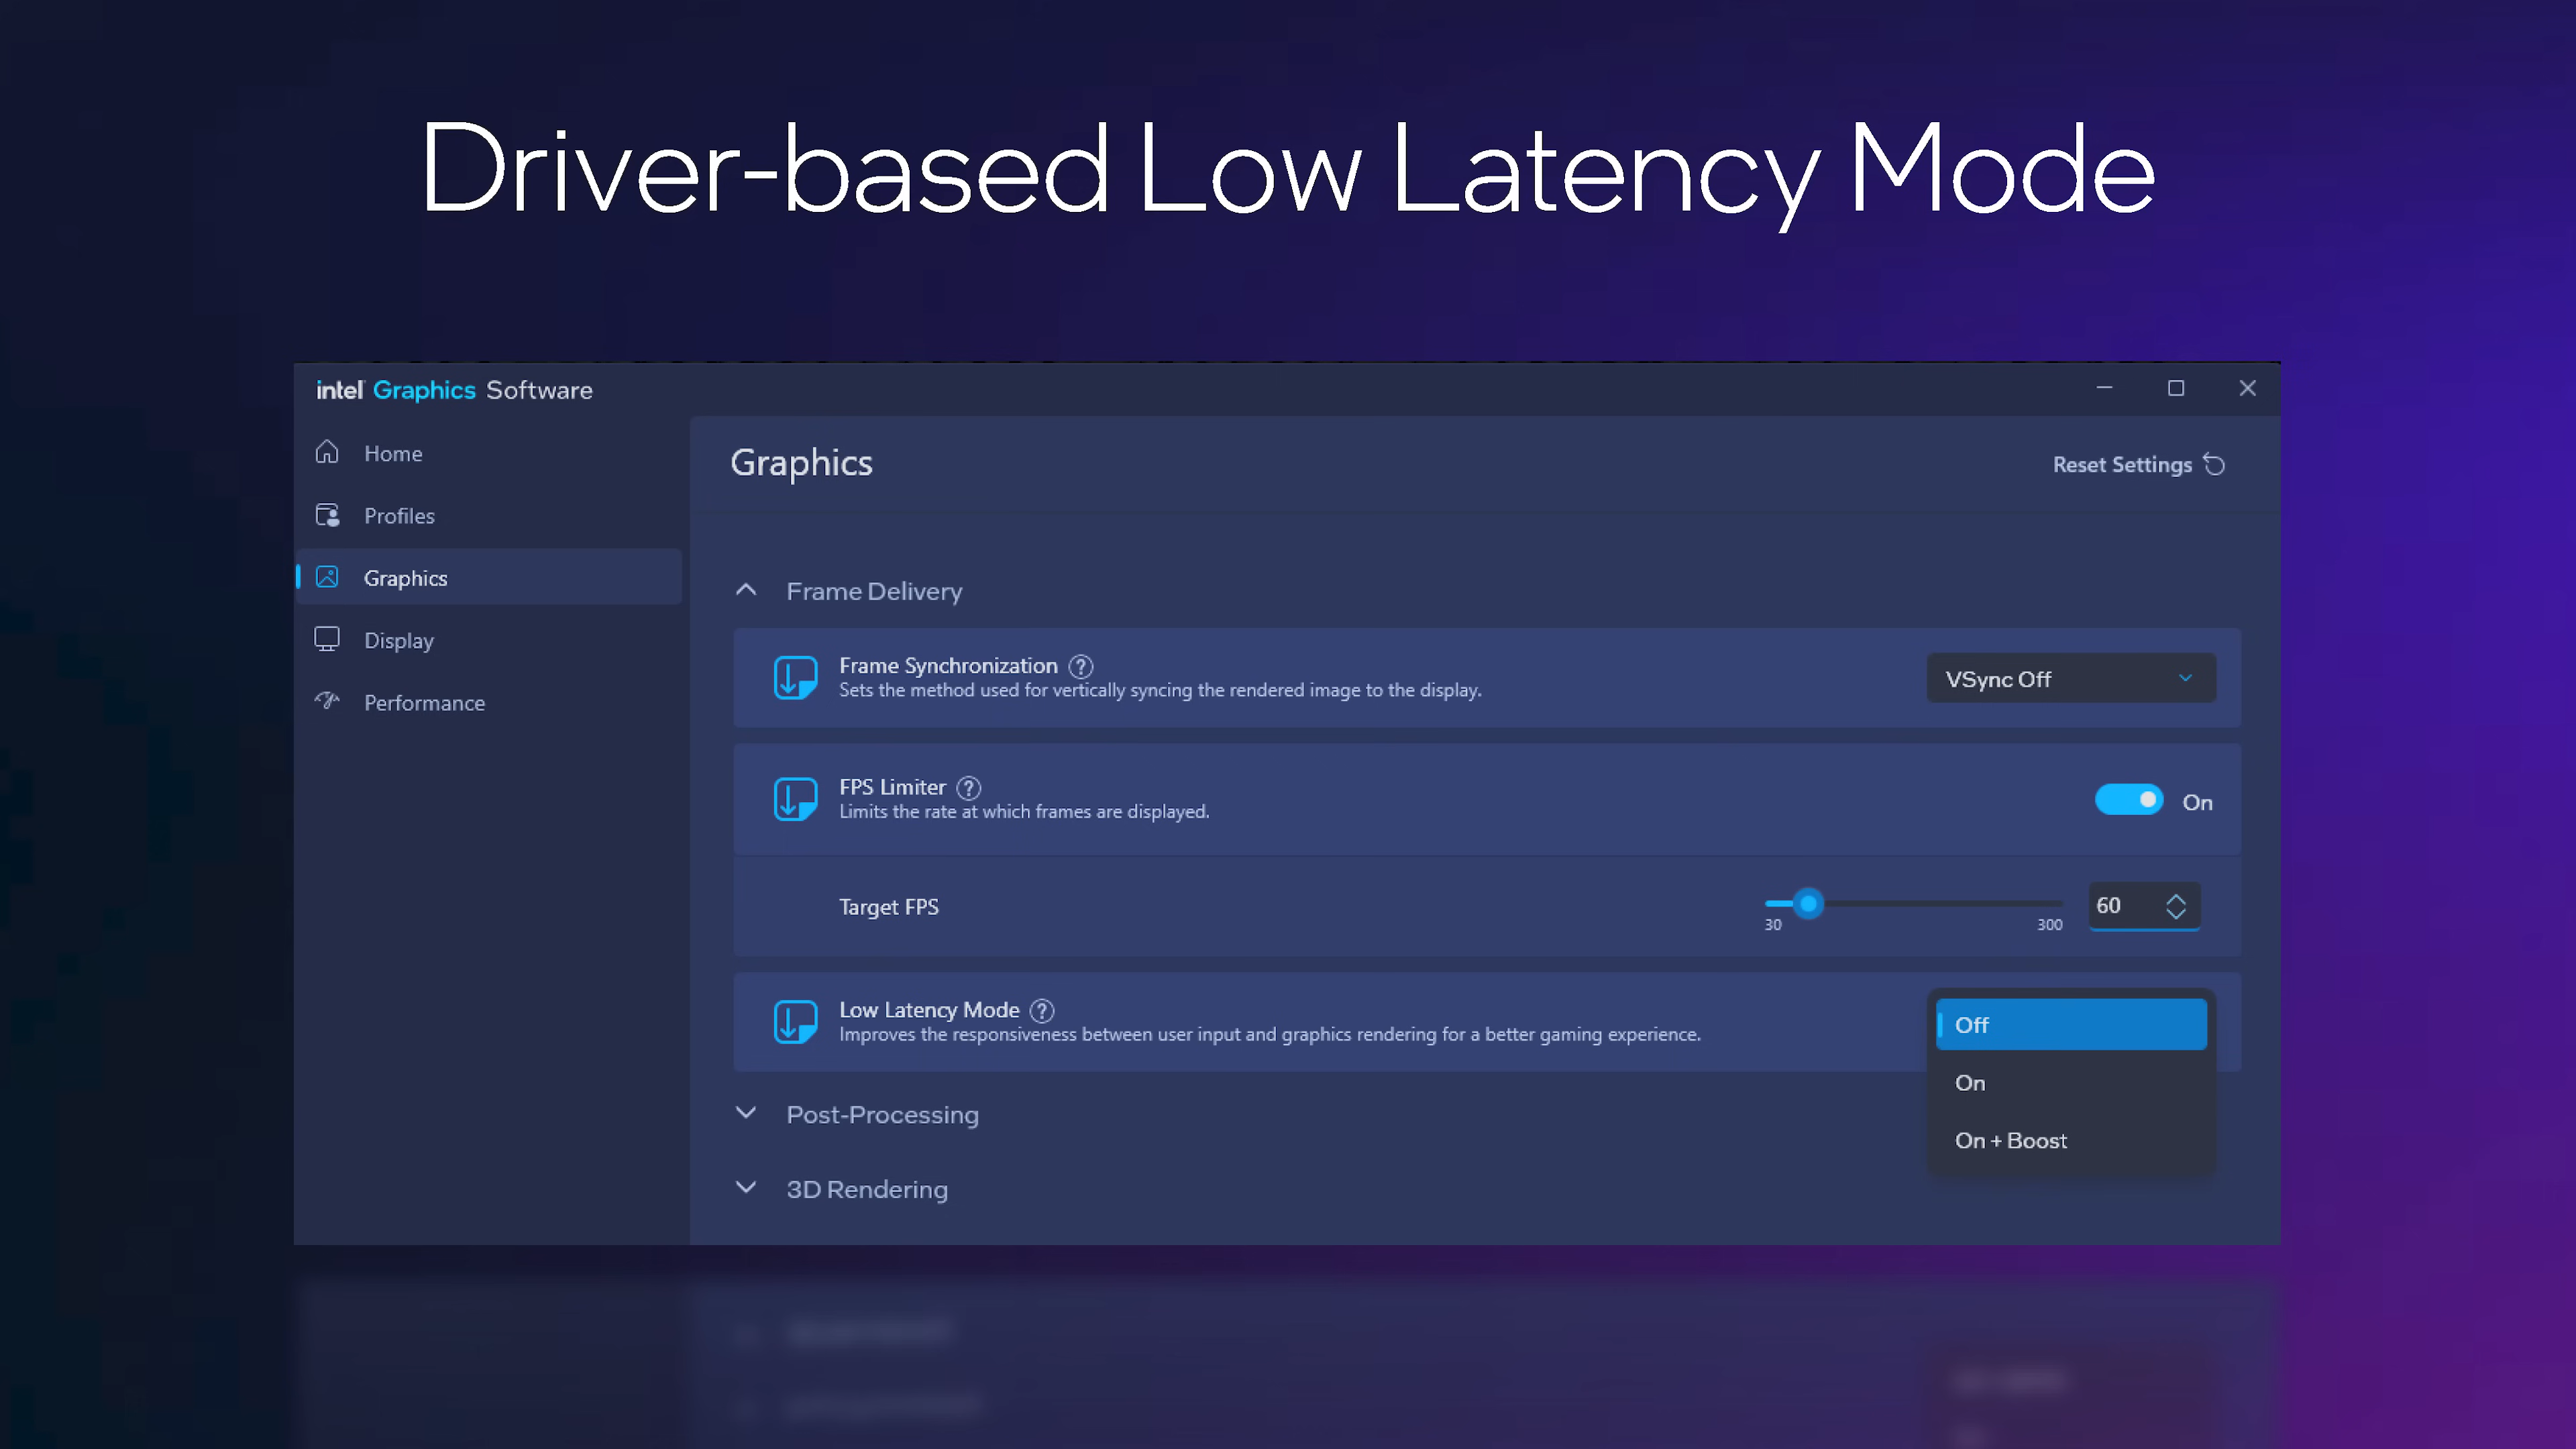 Driver-based Low Latency Mode
intel Graphics Software
Home
Profiles
Graphics
Display
Performance
Graphics
Reset Settings
Frame Delivery
Frame Synchronization ?
Sets the method used for vertically syncing the rendered image to the display.
VSync Off
FPS Limiter ?
Limits the rate at which frames are displayed.
On
Target FPS
30
300
60
Low Latency Mode ?
Improves the responsiveness between user input and graphics rendering for a better gaming experience.
Off
On
On + Boost
Post-Processing
3D Rendering